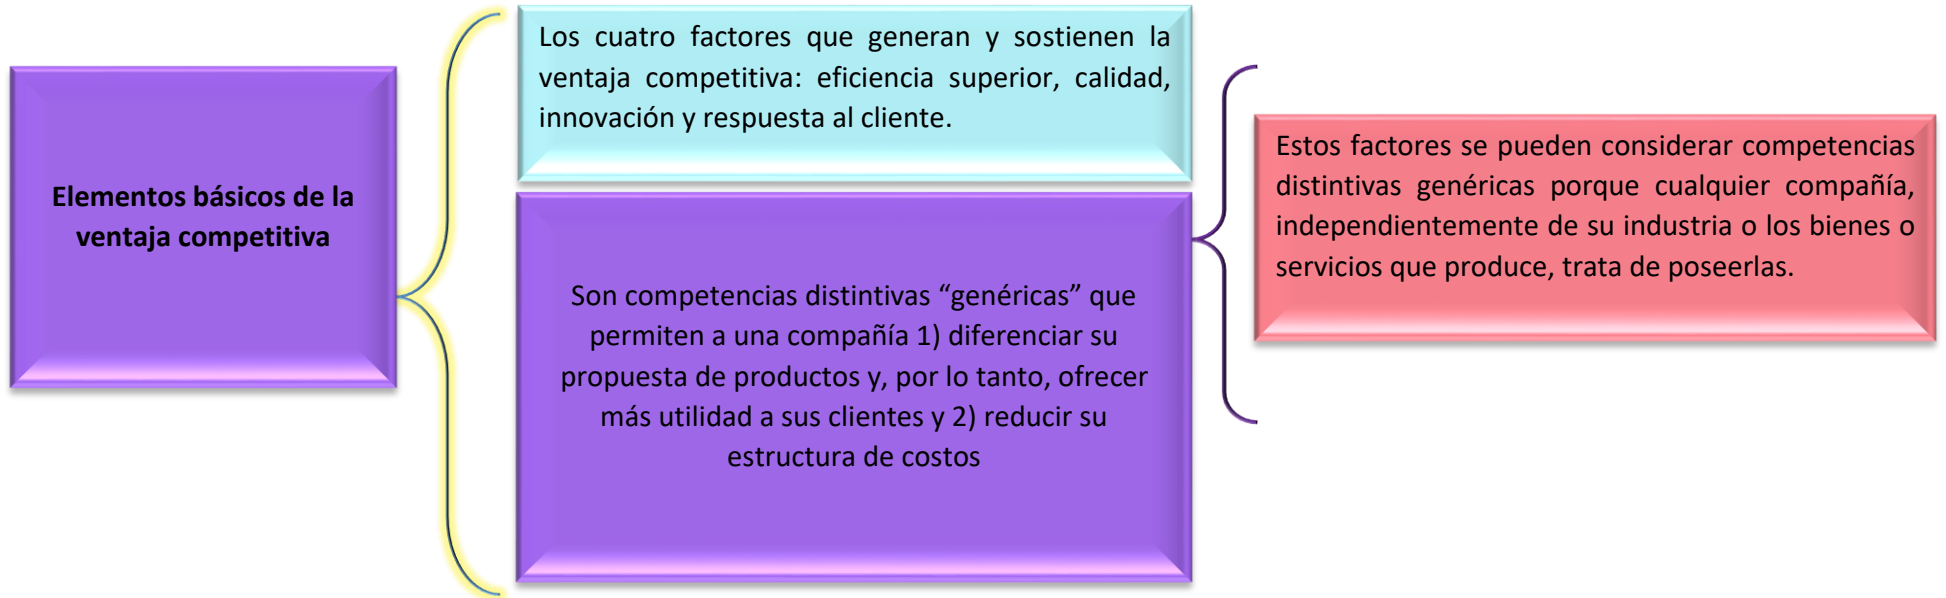 Elementos básicos de la
ventaja competitiva
Los cuatro factores que generan y sostienen la
ventaja competitiva: eficiencia superior, calidad,
innovación y respuesta al cliente.
Son competencias distintivas “genéricas” que
permiten a una compañía 1) diferenciar su
propuesta de productos y, por lo tanto, ofrecer
más utilidad a sus clientes y 2) reducir su
estructura de costos
Estos factores se pueden considerar competencias
distintivas genéricas porque cualquier compañía,
independientemente de su industria o los bienes o
servicios que produce, trata de poseerlas.